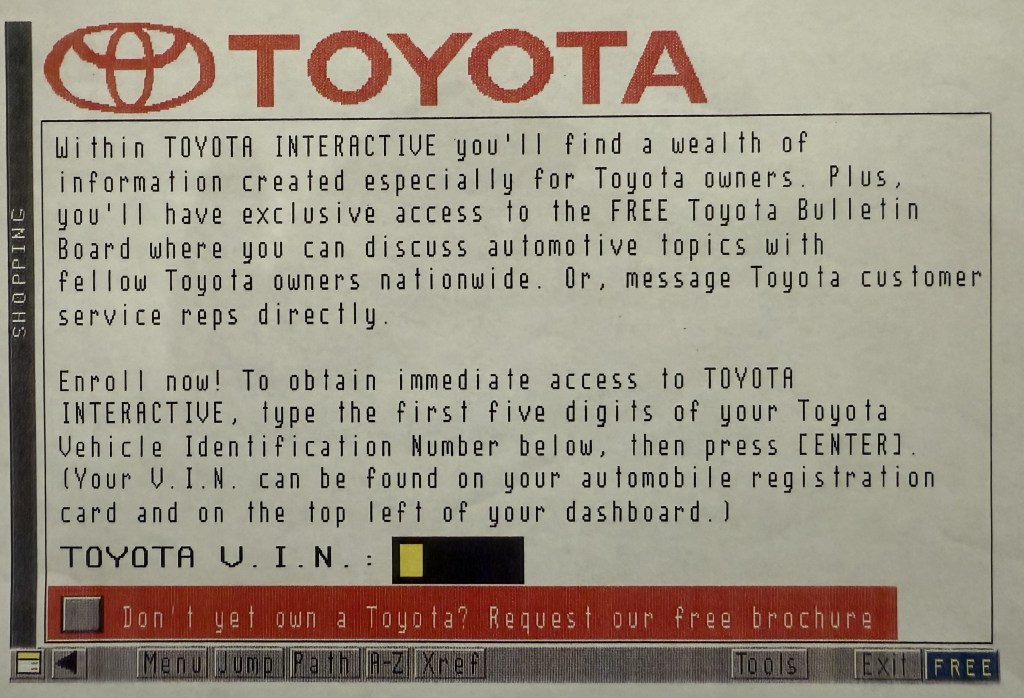 TOYOTA
SHOPPING
Within TOYOTA INTERACTIVE you'll find a wealth of
information created especially for Toyota owners. Plus,
you'll have exclusive access to the FREE Toyota Bulletin
Board where you can discuss automotive topics with
fellow Toyota owners nationwide. Or, message Toyota customer
service reps directly.
Enroll now! To obtain immediate access to TOYOTA
INTERACTIVE, type the first five digits of your Toyota
Vehicle Identification Number below, then press [ENTER].
(Your V.I.N. can be found on your automobile registration
card and on the top left of your dashboard.)
TOYOTA V.I.N.:
Don't yet own a Toyota? Request our free brochure
Menu Jump Path A-Z Xref Tools Exit FREE